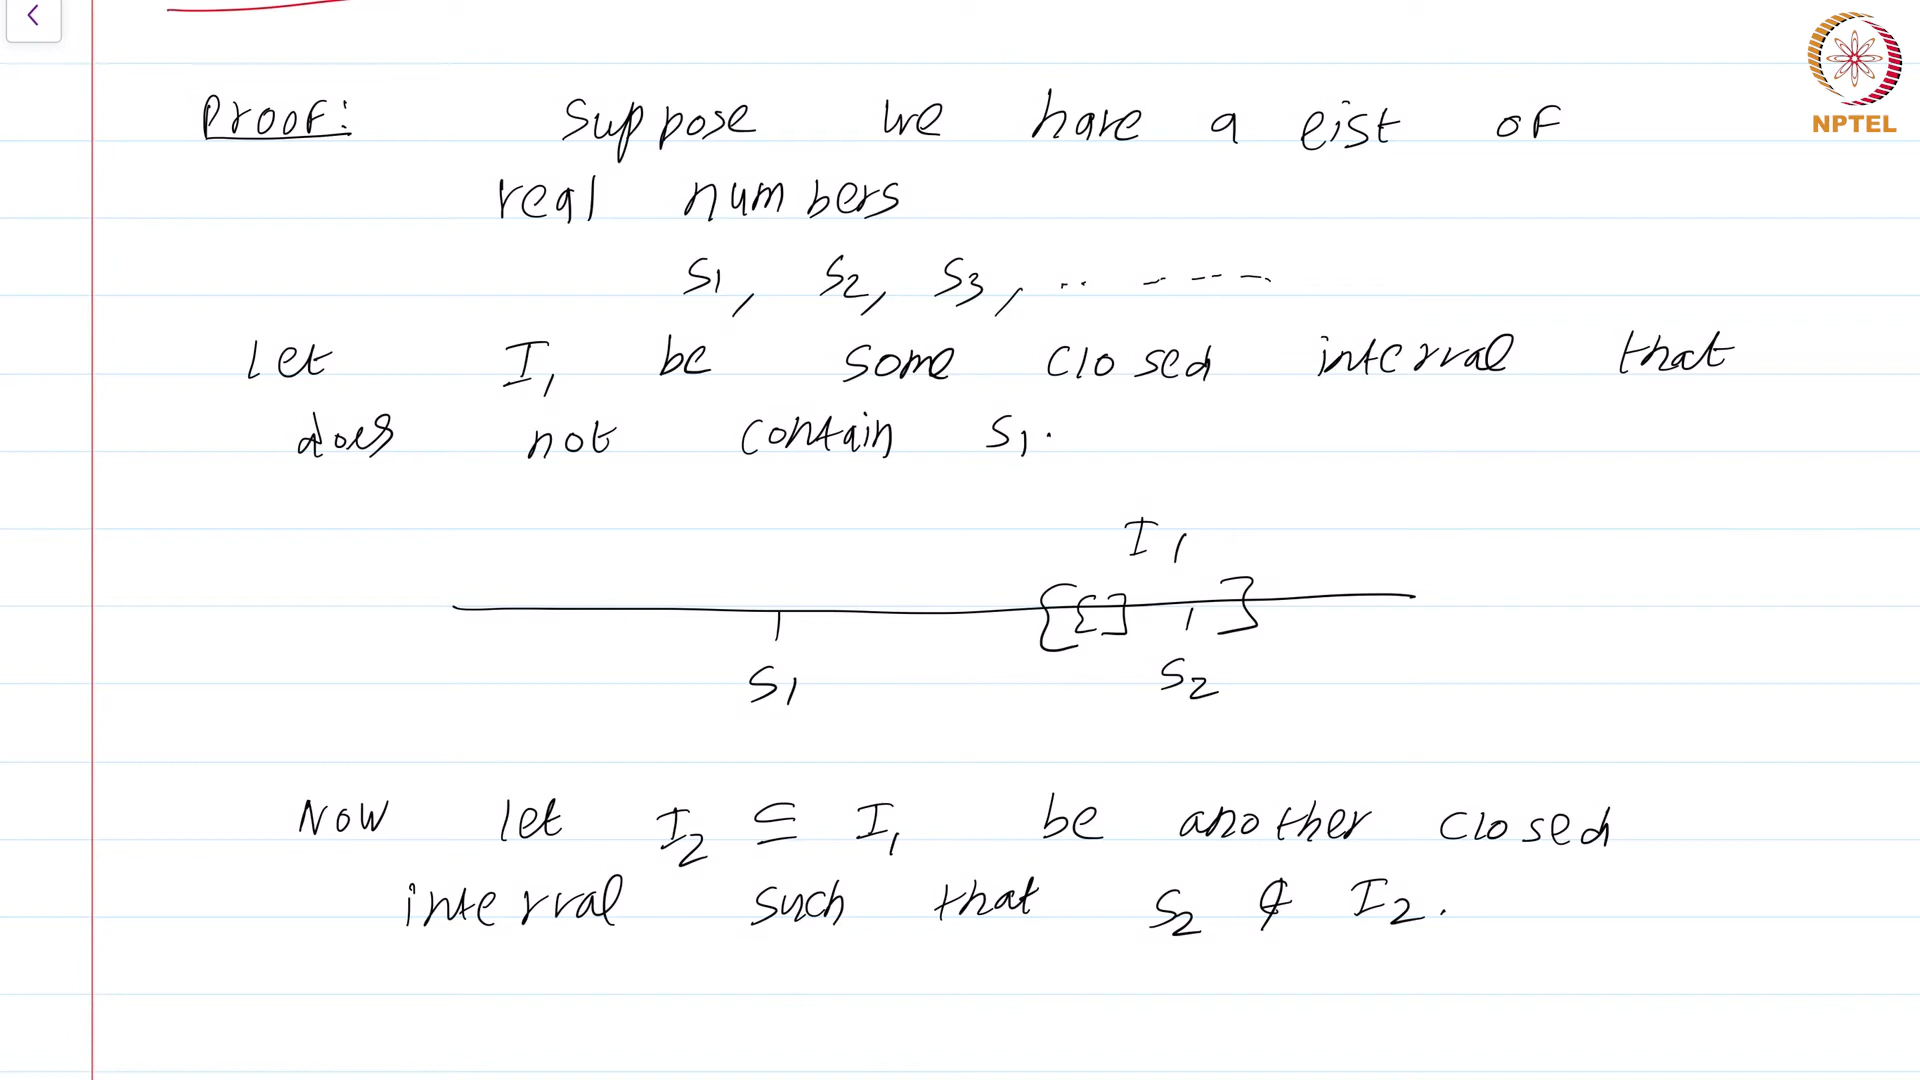 Proof: Suppose we have a list of
real numbers
S1, S2, S3, .. - - - - -
Let I1 be some closed interval that
does not contain S1.
I1
{[ ] ]
S1 S2
Now let I2 ⊆ I1 be another closed
interval such that S2 ∉ I2.
NPTEL